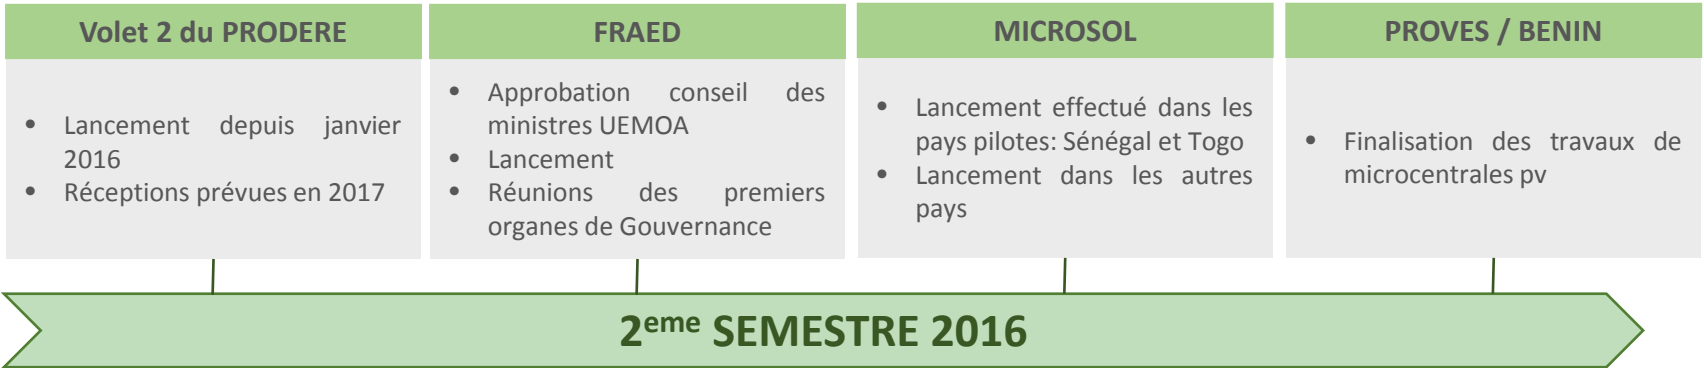 Volet 2 du PRODERE
• Lancement depuis janvier
2016
• Réceptions prévues en 2017
FRAED
• Approbation conseil des
ministres UEMOA
• Lancement
• Réunions des premiers
organes de Gouvernance
MICROSOL
• Lancement effectué dans les
pays pilotes: Sénégal et Togo
• Lancement dans les autres
pays
PROVES / BENIN
• Finalisation des travaux de
microcentrales pv
2eme SEMESTRE 2016